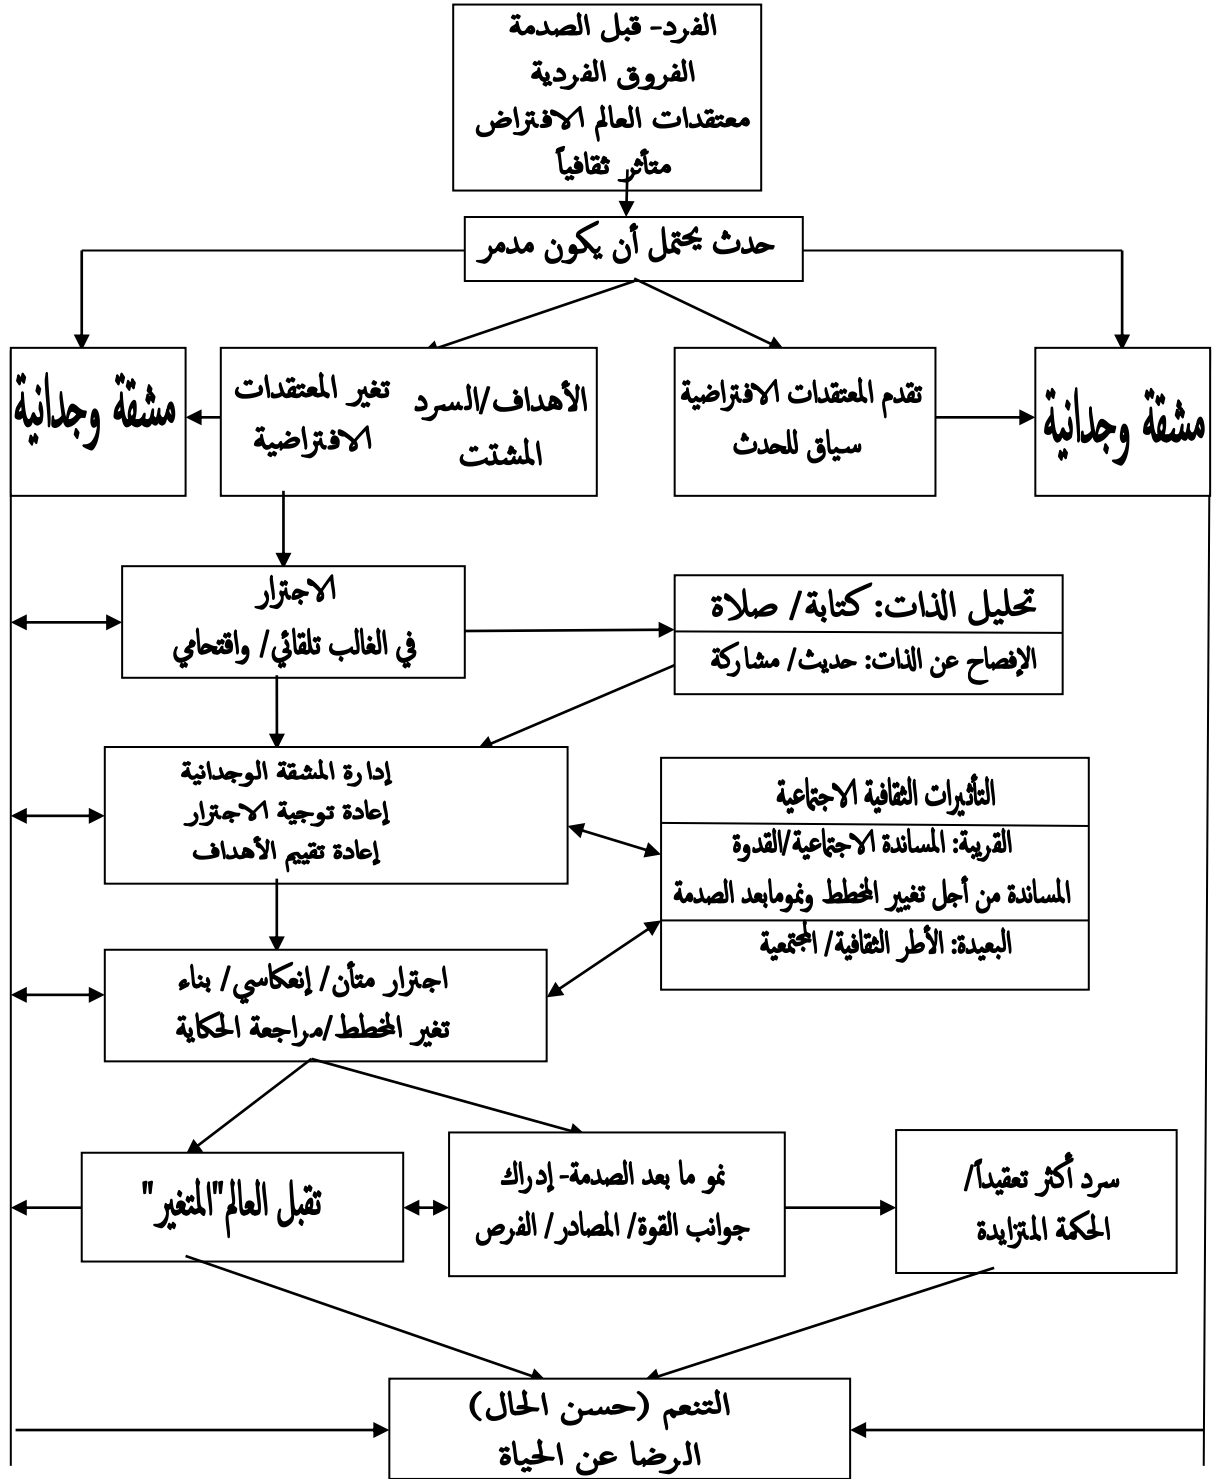 الفرد- قبل الصدمة
الفروق الفردية
معتقدات العالم الافتراض
متأثر ثقافياً
حدث يحتمل أن يكون مدمر
مشقة وجدانية
تقدم المعتقدات الافتراضية
سياق للحدث
الأهداف/السرد
المشتت
تغير المعتقدات
الافتراضية
مشقة وجدانية
الاجترار
في الغالب تلقائي/ واقتحامي
تحليل الذات: كتابة/ صلاة
الإفصاح عن الذات: حديث/ مشاركة
إدارة المشقة الوجدانية
إعادة توجية الاجترار
إعادة تقييم الأهداف
التأثيرات الثقافية الاجتماعية
القريبة: المساندة الاجتماعية/القدوة
المساندة من أجل تغيير المخطط ونمومابعد الصدمة
البعيدة: الأطر الثقافية/ المجتمعية
اجترار متأن/ إنعكاسي/ بناء
تغير المخطط/مراجعة الحكاية
سرد أكثر تعقيداً/
الحكمة المتزايدة
نمو ما بعد الصدمة- إدراك
جوانب القوة/ المصادر/ الفرص
تقبل العالم"المتغير"
التنعم (حسن الحال)
الرضا عن الحياة